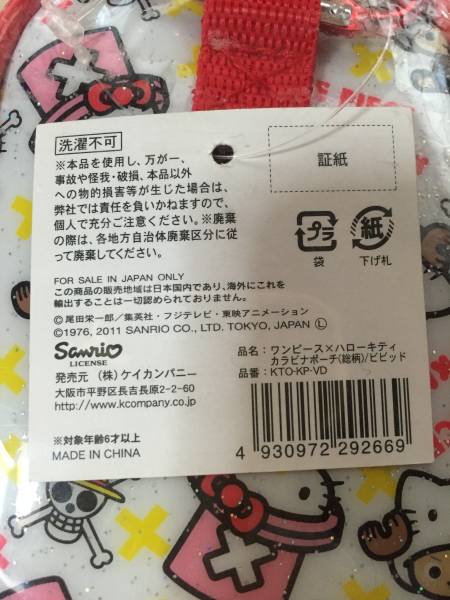 洗濯不可
※本品を使用し、万が一、
事故や怪我・破損、本品以外
への物的損害等が生じた場合は、
弊社では責任を負いかねますので、
個人で充分ご注意ください。※廃棄
の際は、各地方自治体廃棄区分に従
って廃棄してください。
証紙
プラ
袋
紙
下げ札
FOR SALE IN JAPAN ONLY
この商品の販売地域は日本国内であり、海外にこれを
輸出することは一切認められておりません。
©尾田栄一郎/集英社・フジテレビ・東映アニメーション
©1976, 2011 SANRIO CO., LTD. TOKYO, JAPAN Ⓛ
Sanrio
LICENSE
発売元 (株)ケイカンパニー
大阪市平野区長吉長原2-2-60
http://www.kcompany.co.jp
※対象年齢6才以上
MADE IN CHINA
品名:ワンピース×ハローキティ
カラビナポーチ(総柄)/ビビッド
品番:KTO-KP-VD
4 930972 292669